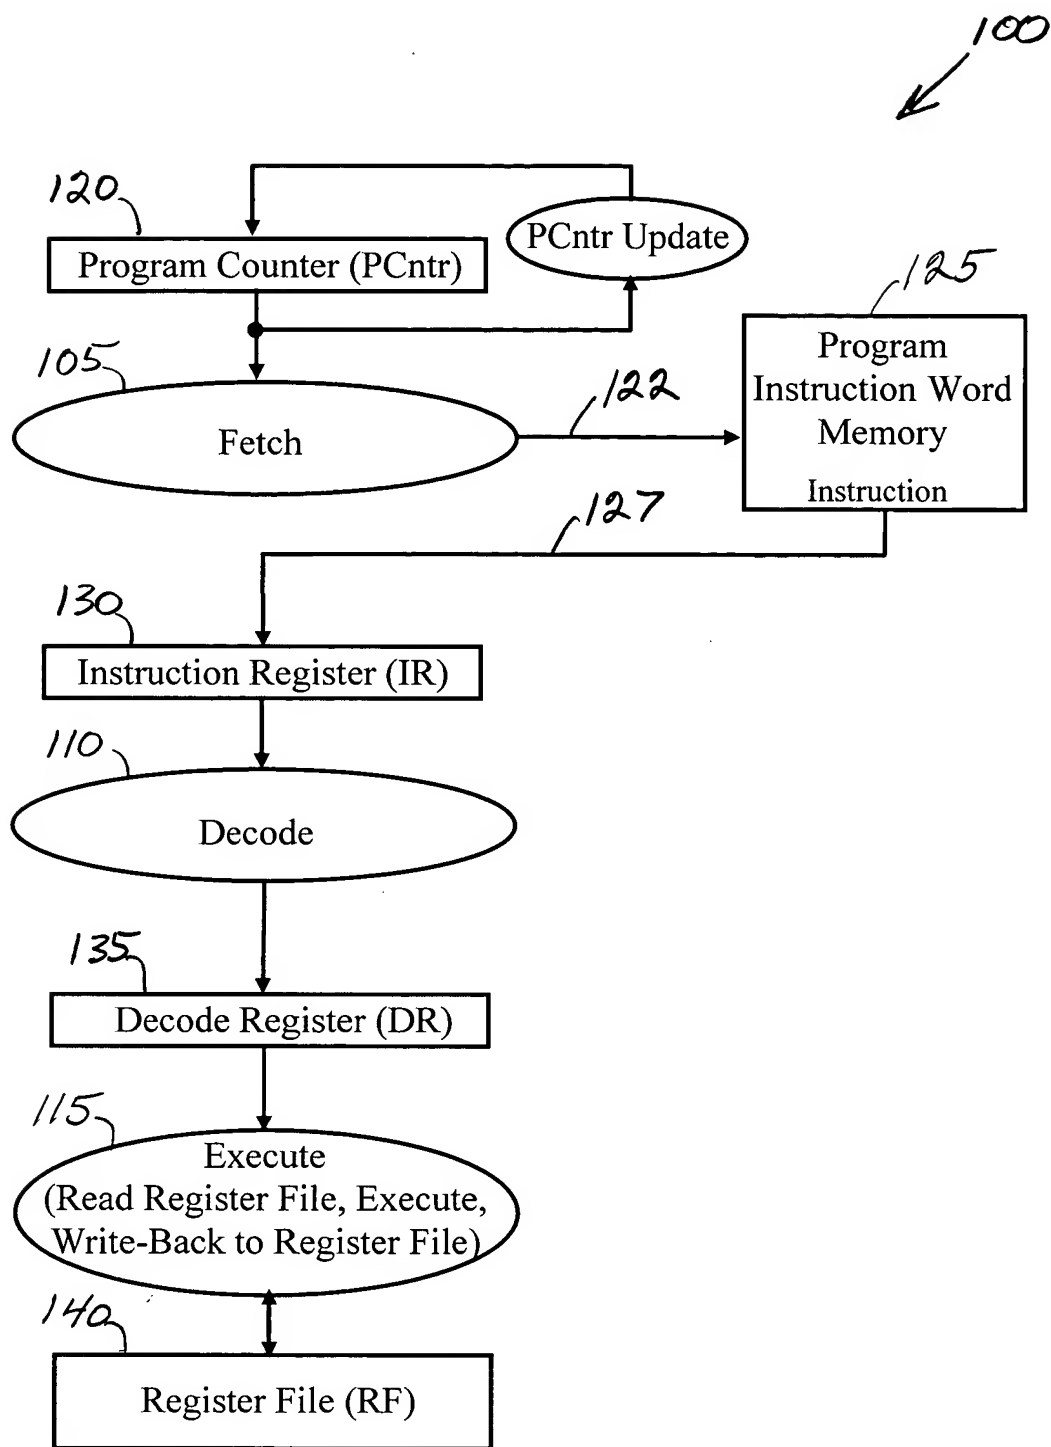 100
120
Program Counter (PCntr)
PCntr Update
125
Program
Instruction Word
Memory
Instruction
105
Fetch
122
127
130
Instruction Register (IR)
110
Decode
135
Decode Register (DR)
115
Execute
(Read Register File, Execute,
Write-Back to Register File)
140
Register File (RF)